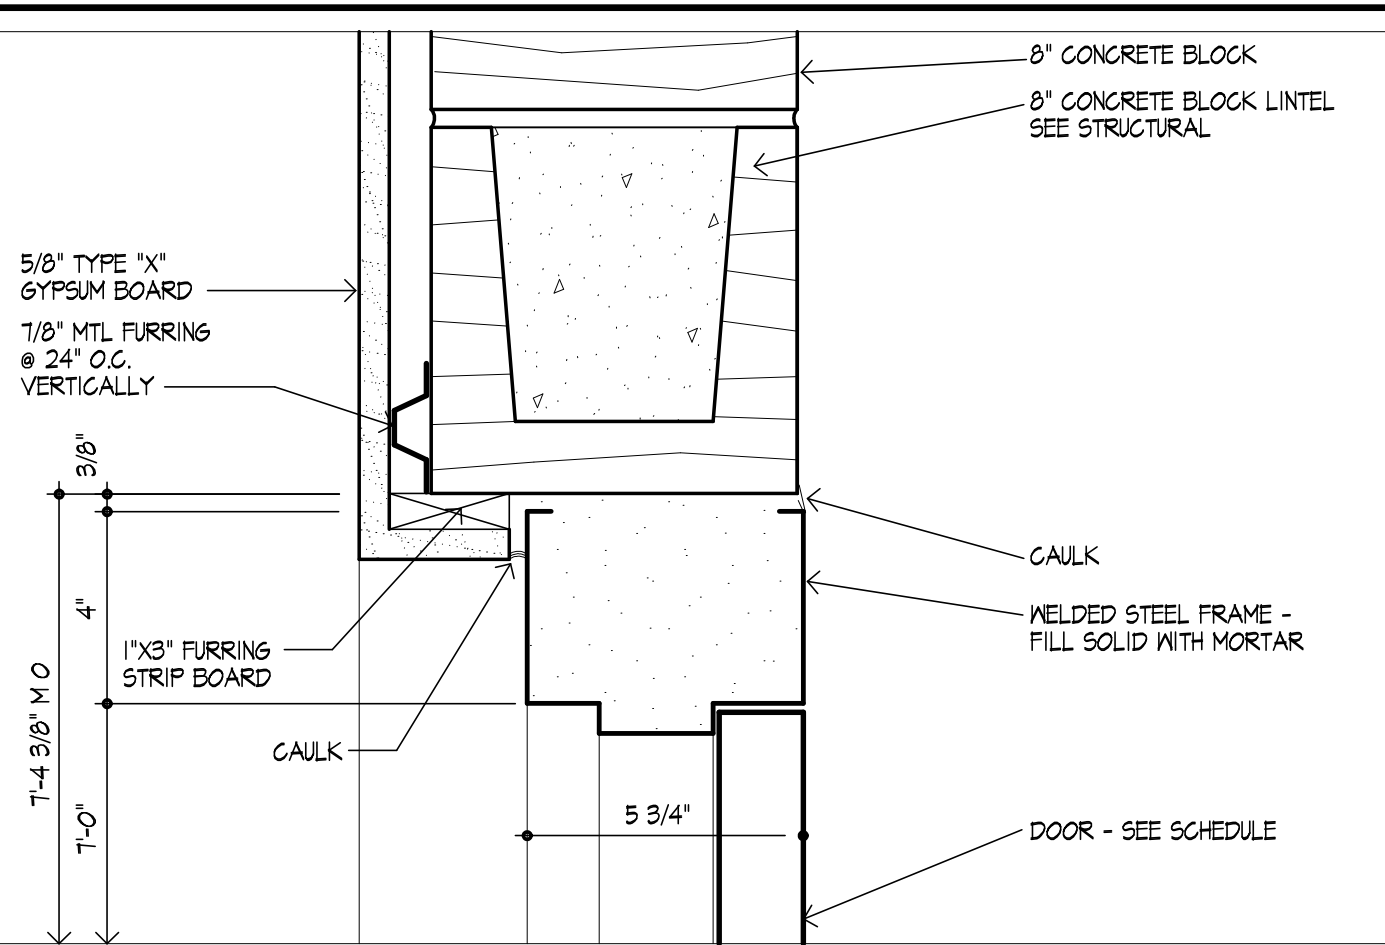 8" CONCRETE BLOCK
8" CONCRETE BLOCK LINTEL
SEE STRUCTURAL
5/8" TYPE "X"
GYPSUM BOARD
7/8" MTL FURRING
@ 24" O.C.
VERTICALLY
3/8"
4"
7'-4 3/8" M O
7'-0"
1"X3" FURRING
STRIP BOARD
CAULK
CAULK
WELDED STEEL FRAME -
FILL SOLID WITH MORTAR
5 3/4"
DOOR - SEE SCHEDULE